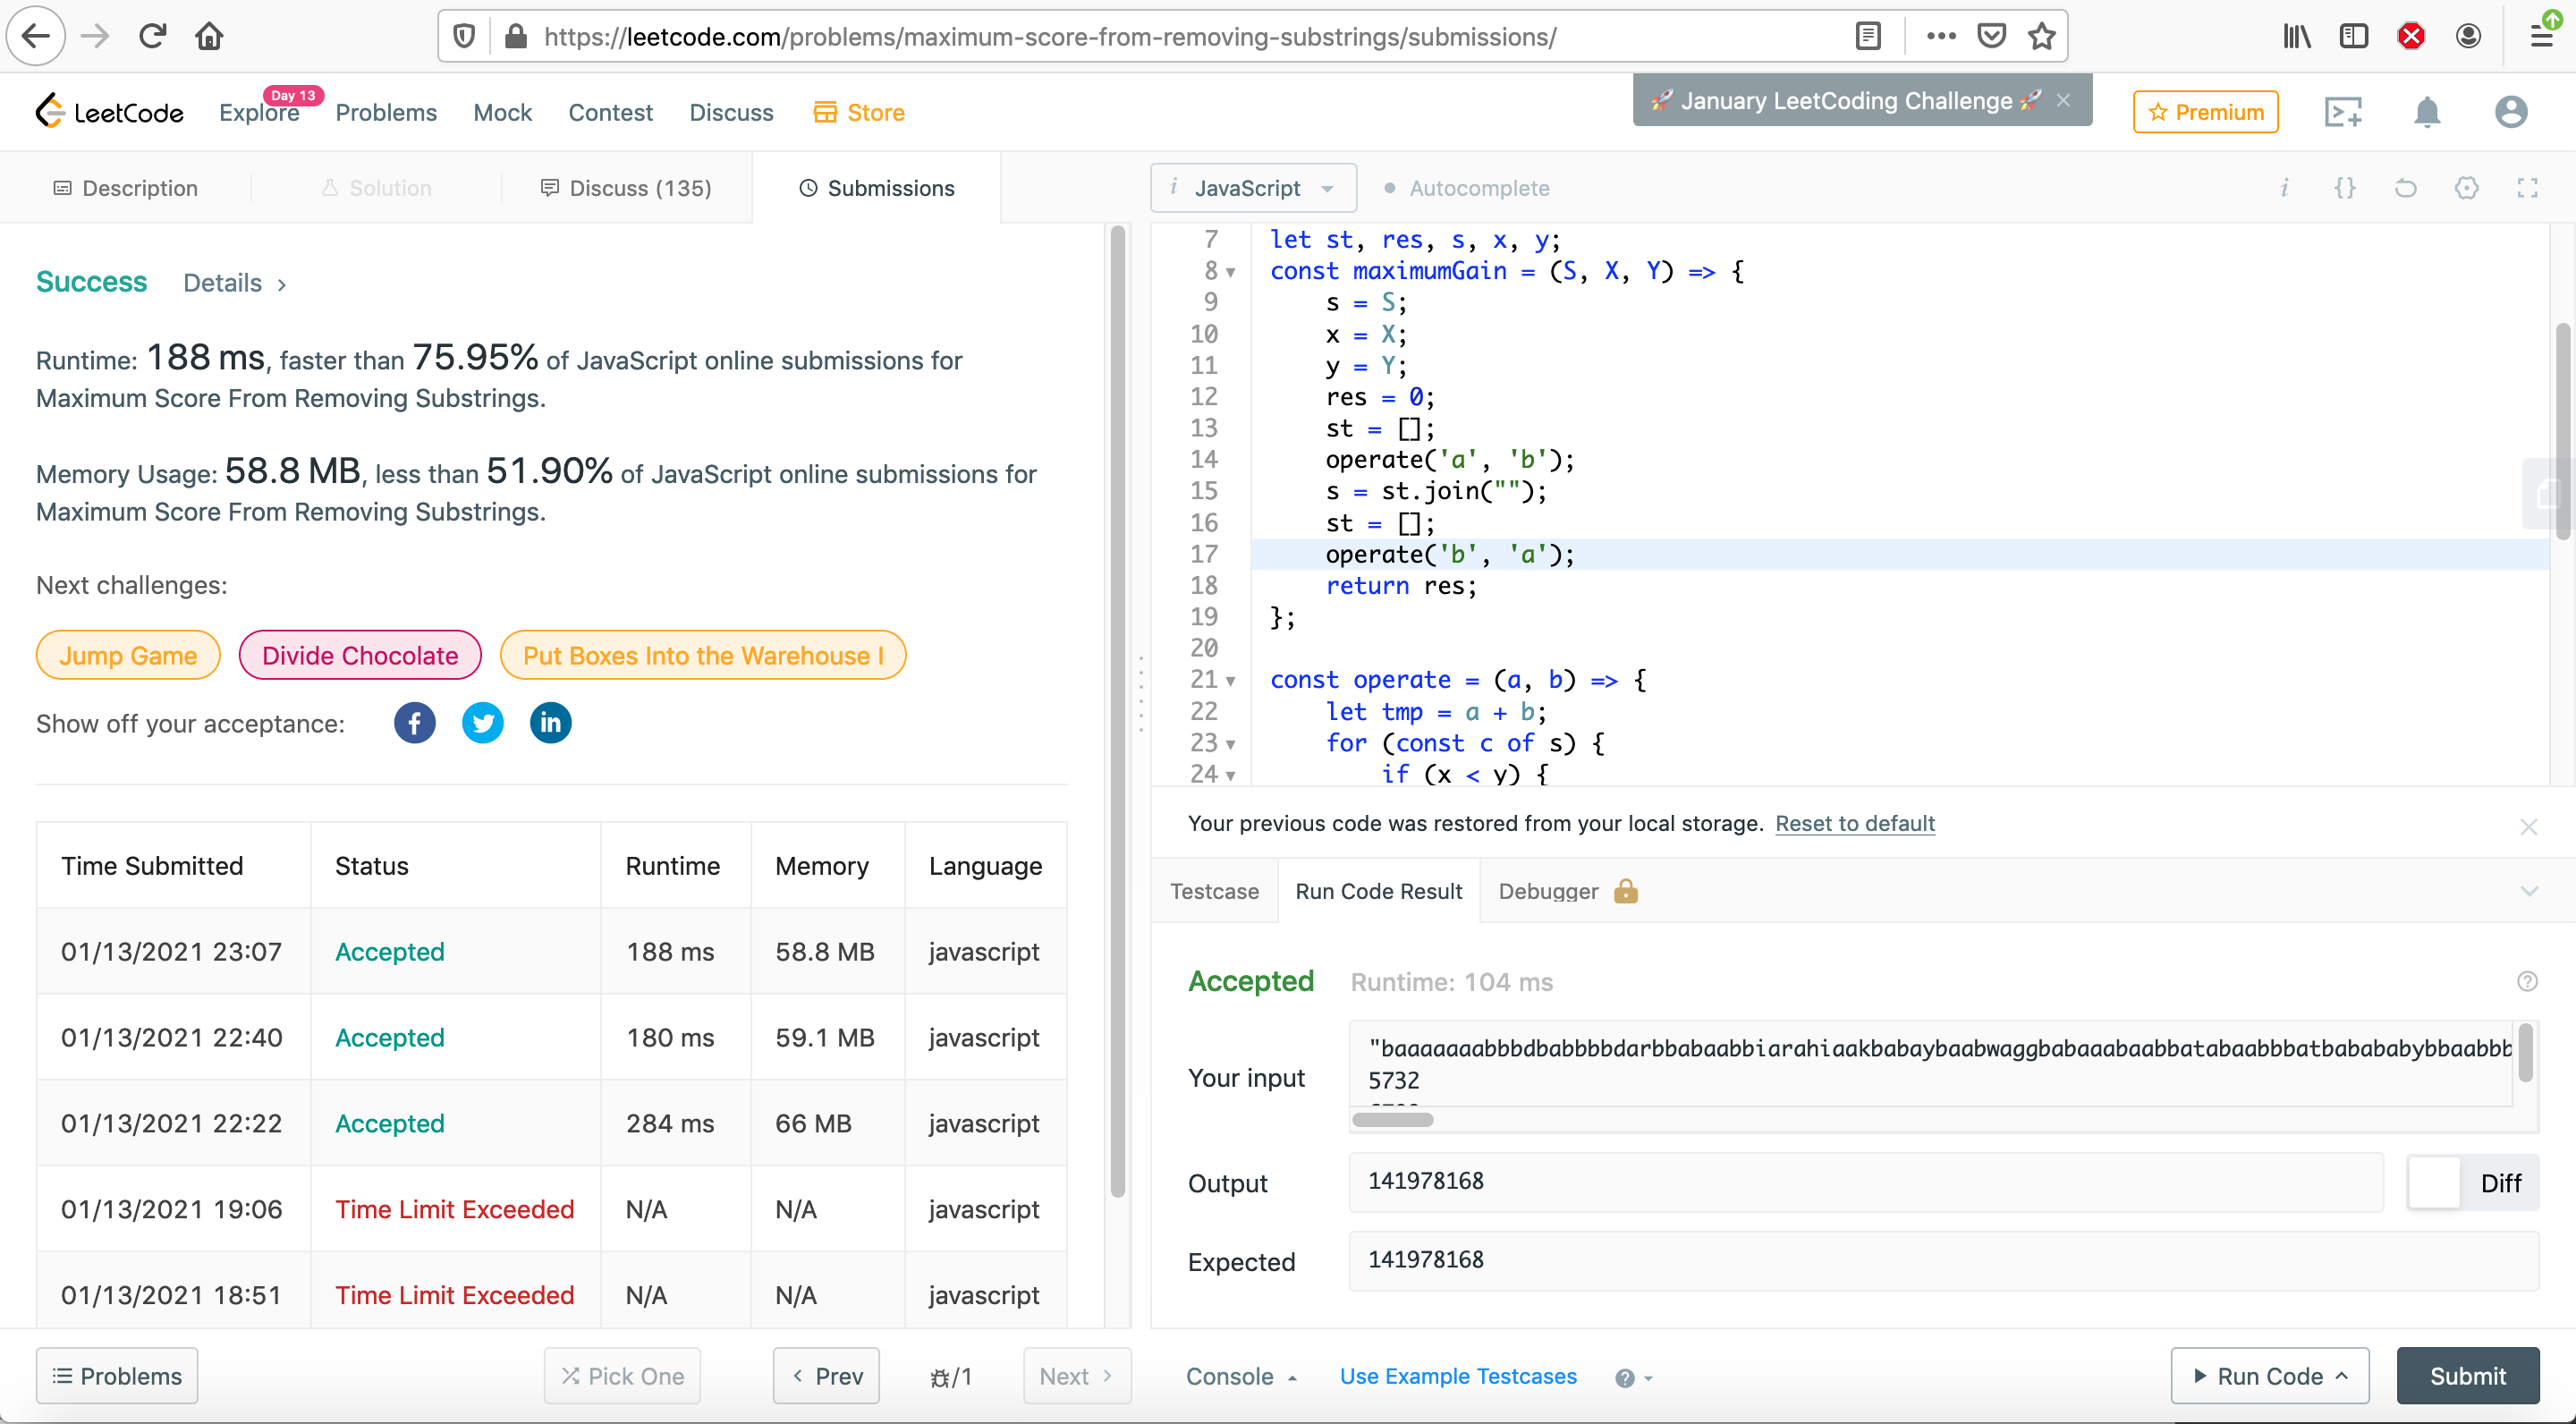 https://leetcode.com/problems/maximum-score-from-removing-substrings/submissions/
LeetCode
Explore
Day 13
Problems
Mock
Contest
Discuss
Store
🚀 January LeetCoding Challenge 🚀
Premium
Description
Solution
Discuss (135)
Submissions
i JavaScript
Autocomplete
i
{}
Success
Details
Runtime: 188 ms, faster than 75.95% of JavaScript online submissions for
Maximum Score From Removing Substrings.
Memory Usage: 58.8 MB, less than 51.90% of JavaScript online submissions for
Maximum Score From Removing Substrings.
Next challenges:
Jump Game
Divide Chocolate
Put Boxes Into the Warehouse I
Show off your acceptance:
Time Submitted Status Runtime Memory Language
01/13/2021 23:07 Accepted 188 ms 58.8 MB javascript
01/13/2021 22:40 Accepted 180 ms 59.1 MB javascript
01/13/2021 22:22 Accepted 284 ms 66 MB javascript
01/13/2021 19:06 Time Limit Exceeded N/A N/A javascript
01/13/2021 18:51 Time Limit Exceeded N/A N/A javascript
Problems
Pick One
Prev
/1
Next
7 let st, res, s, x, y;
8 const maximumGain = (S, X, Y) => {
9 s = S;
10 x = X;
11 y = Y;
12 res = 0;
13 st = [];
14 operate('a', 'b');
15 s = st.join("");
16 st = [];
17 operate('b', 'a');
18 return res;
19 };
20
21 const operate = (a, b) => {
22 let tmp = a + b;
23 for (const c of s) {
24 if (x < y) {
Your previous code was restored from your local storage. Reset to default
Testcase
Run Code Result
Debugger
Accepted Runtime: 104 ms
Your input
"baaaaaaabbbdbabbbbdarbbabaabbiarahiaakbabaybaabwaggbabaaabaabbatabaabbbatbabababybbaabbb
5732
Output
141978168
Diff
Expected
141978168
Console
Use Example Testcases
Run Code
Submit